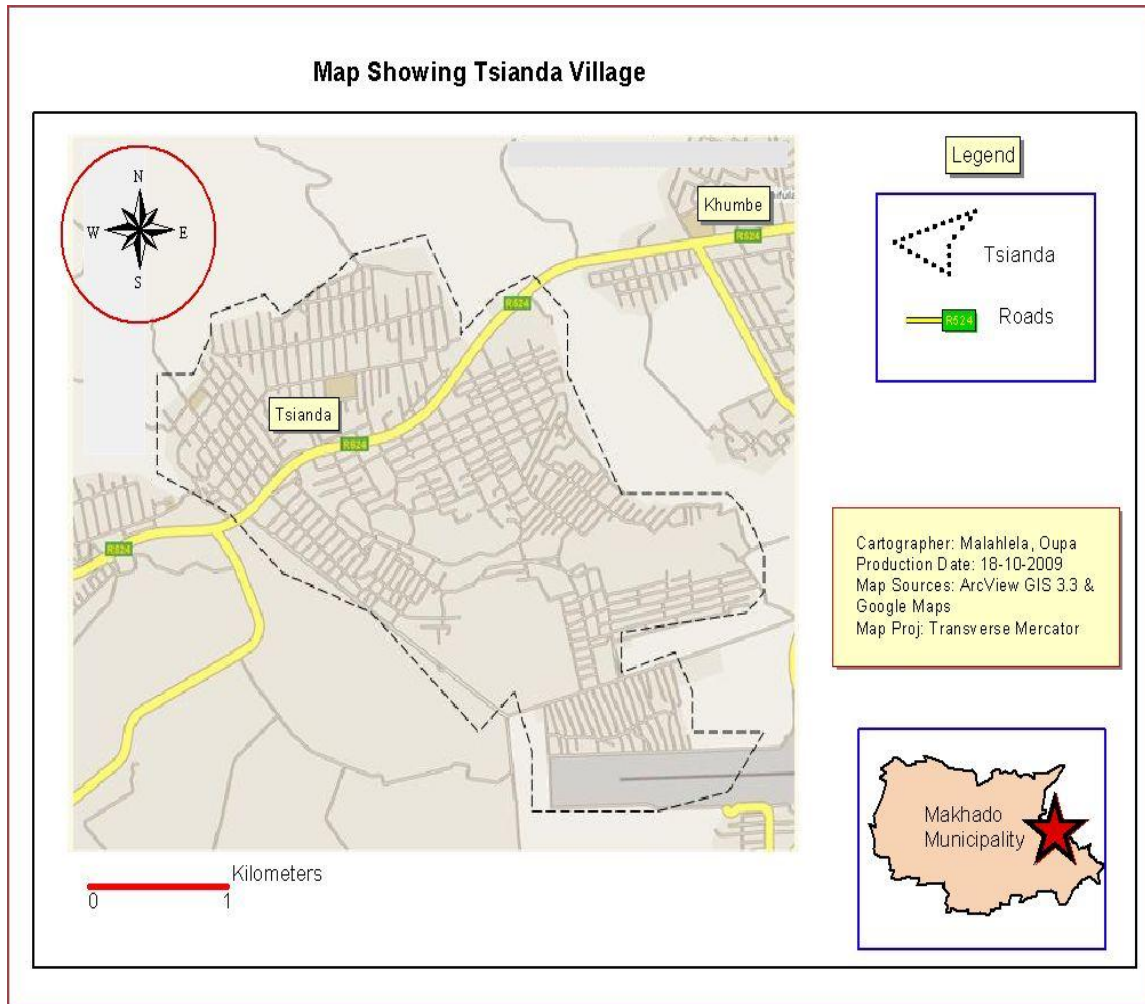 Map Showing Tsianda Village
N
W E
S
Khumbe
R524
R524
Tsianda
R524
R524
Legend
Tsianda
R524 Roads
Cartographer: Malahlela, Oupa
Production Date: 18-10-2009
Map Sources: ArcView GIS 3.3 &
Google Maps
Map Proj: Transverse Mercator
Makhado
Municipality
Kilometers
0 1